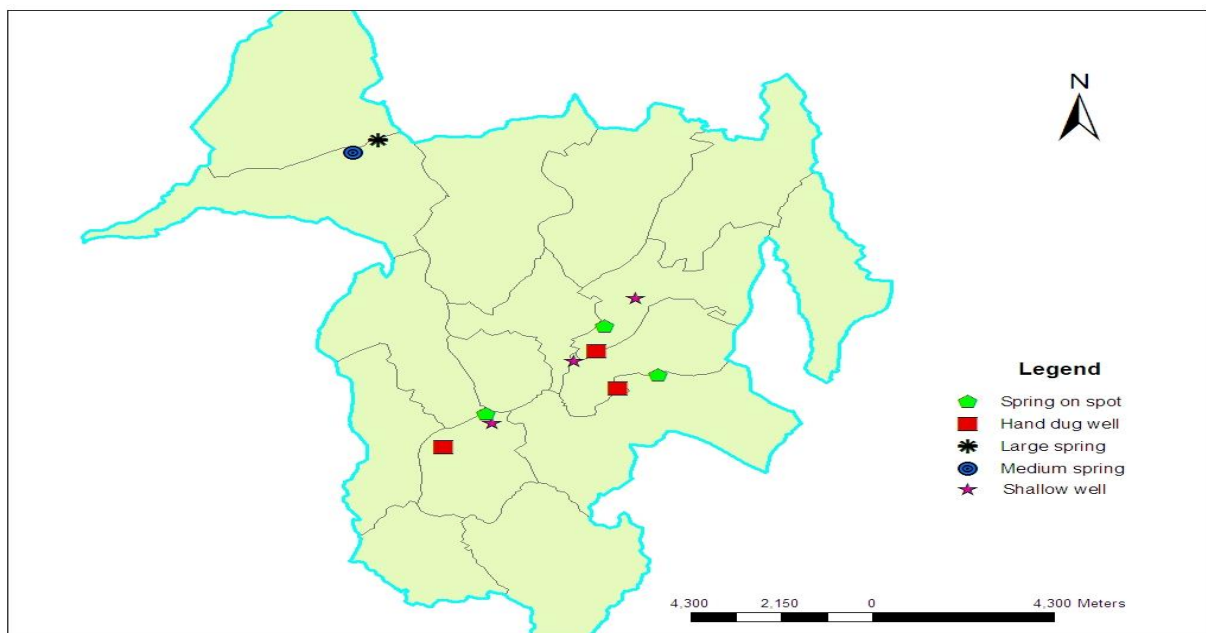 N
Legend
Spring on spot
Hand dug well
Large spring
Medium spring
Shallow well
4,300 2,150 0 4,300 Meters